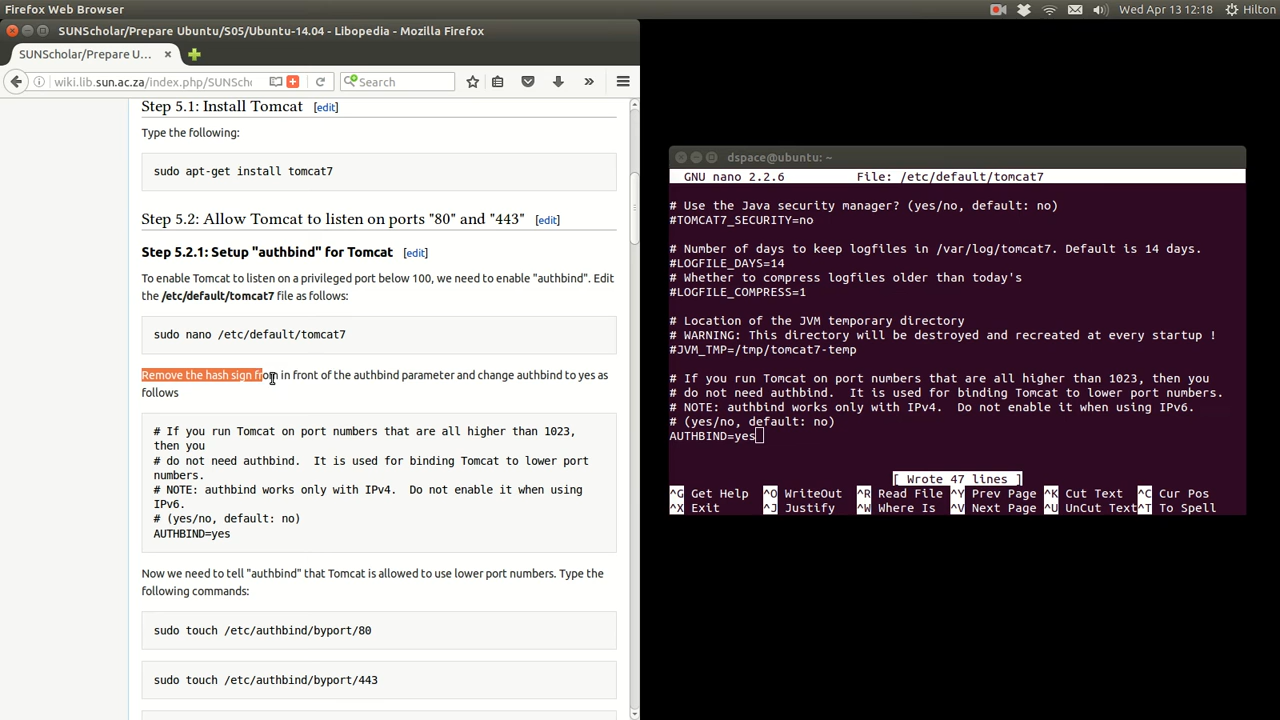 Firefox Web Browser
Wed Apr 13 12:18
Hilton
SUNScholar/Prepare Ubuntu/S05/Ubuntu-14.04 - Libopedia - Mozilla Firefox
SUNScholar/Prepare U...
wiki.lib.sun.ac.za/index.php/SUNSch
Search
Step 5.1: Install Tomcat [edit]
Type the following:
sudo apt-get install tomcat7
Step 5.2: Allow Tomcat to listen on ports "80" and "443" [edit]
Step 5.2.1: Setup "authbind" for Tomcat [edit]
To enable Tomcat to listen on a privileged port below 100, we need to enable "authbind". Edit
the /etc/default/tomcat7 file as follows:
sudo nano /etc/default/tomcat7
Remove the hash sign from in front of the authbind parameter and change authbind to yes as
follows
# If you run Tomcat on port numbers that are all higher than 1023,
then you
# do not need authbind.  It is used for binding Tomcat to lower port
numbers.
# NOTE: authbind works only with IPv4.  Do not enable it when using
IPv6.
# (yes/no, default: no)
AUTHBIND=yes
Now we need to tell "authbind" that Tomcat is allowed to use lower port numbers. Type the
following commands:
sudo touch /etc/authbind/byport/80
sudo touch /etc/authbind/byport/443
dspace@ubuntu: ~
GNU nano 2.2.6 File: /etc/default/tomcat7
# Use the Java security manager? (yes/no, default: no)
#TOMCAT7_SECURITY=no
# Number of days to keep logfiles in /var/log/tomcat7. Default is 14 days.
#LOGFILE_DAYS=14
# Whether to compress logfiles older than today's
#LOGFILE_COMPRESS=1
# Location of the JVM temporary directory
# WARNING: This directory will be destroyed and recreated at every startup !
#JVM_TMP=/tmp/tomcat7-temp
# If you run Tomcat on port numbers that are all higher than 1023, then you
# do not need authbind.  It is used for binding Tomcat to lower port numbers.
# NOTE: authbind works only with IPv4.  Do not enable it when using IPv6.
# (yes/no, default: no)
AUTHBIND=yes
[ Wrote 47 lines ]
^G Get Help ^O WriteOut ^R Read File ^Y Prev Page ^K Cut Text ^C Cur Pos
^X Exit ^J Justify ^W Where Is ^V Next Page ^U UnCut Text ^T To Spell